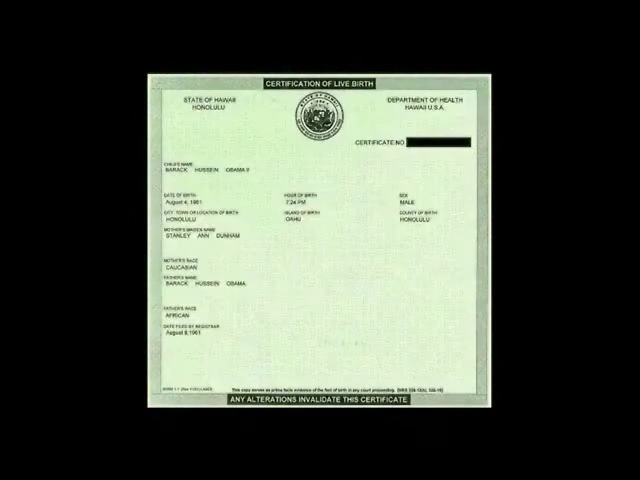 CERTIFICATION OF LIVE BIRTH
STATE OF HAWAII
HONOLULU
DEPARTMENT OF HEALTH
HAWAII U.S.A.
CERTIFICATE NO.
CHILD'S NAME
BARACK HUSSEIN OBAMA II
DATE OF BIRTH
HOUR OF BIRTH
SEX
August 4, 1961
7:24 PM
MALE
CITY, TOWN OR LOCATION OF BIRTH
ISLAND OF BIRTH
COUNTY OF BIRTH
HONOLULU
OAHU
HONOLULU
MOTHER'S MAIDEN NAME
STANLEY ANN DUNHAM
MOTHER'S RACE
CAUCASIAN
FATHER'S NAME
BARACK HUSSEIN OBAMA
FATHER'S RACE
AFRICAN
DATE FILED BY REGISTRAR
August 8, 1961
This copy serves as prima facie evidence of the fact of birth in any court proceeding.
ANY ALTERATIONS INVALIDATE THIS CERTIFICATE